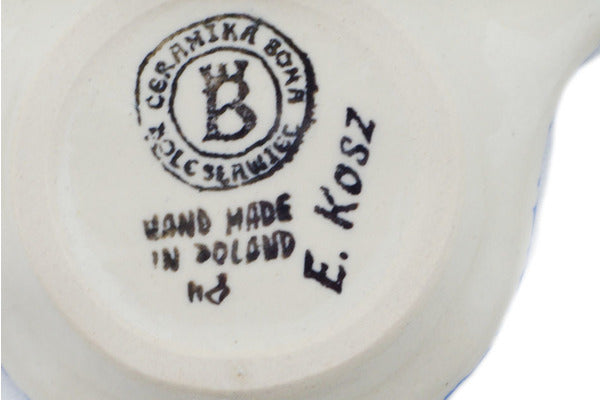 CERAMIKA BONA
BOLESŁAWIEC
B
HAND MADE
IN POLAND
E. KOSZ